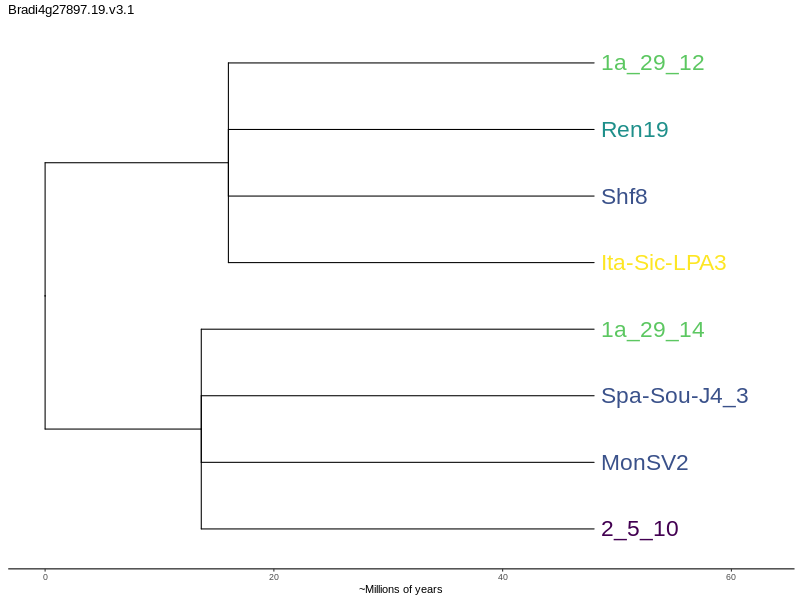 Bradi4g27897.19.v3.1
1a_29_12
Ren19
Shf8
Ita-Sic-LPA3
1a_29_14
Spa-Sou-J4_3
MonSV2
2_5_10
0 20 40 60
~Millions of years